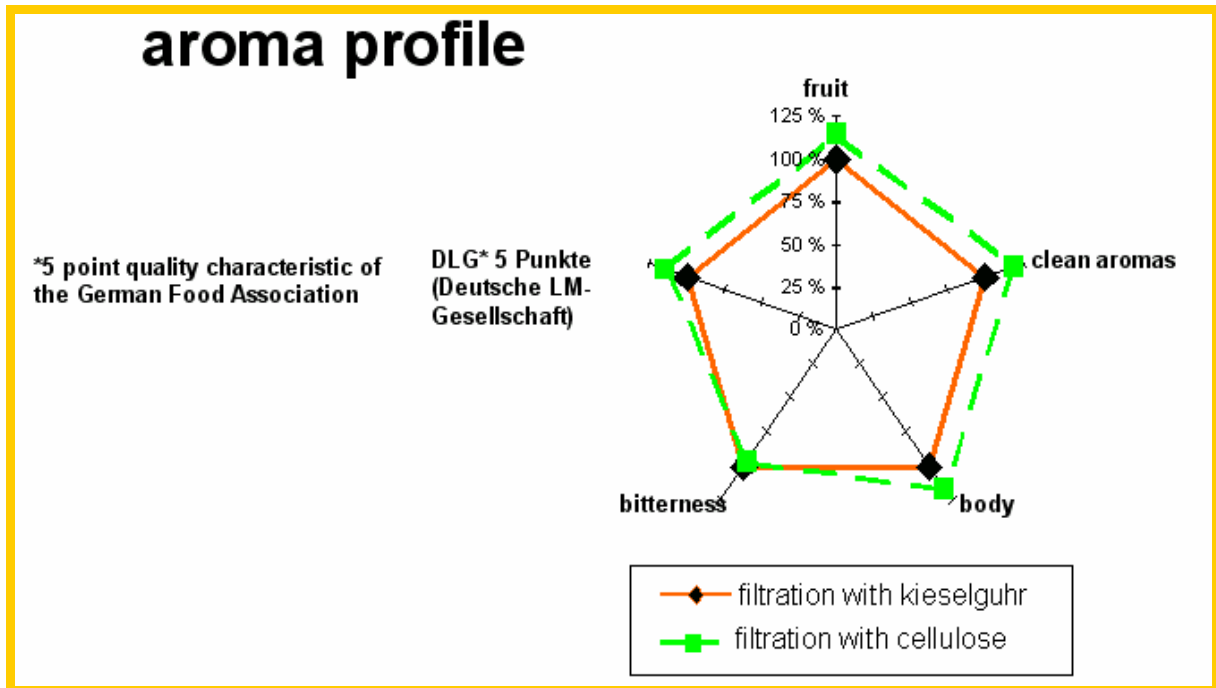 aroma profile
fruit
125 %
100 %
75 %
50 %
25 %
0 %
clean aromas
DLG* 5 Punkte
(Deutsche LM-
Gesellschaft)
*5 point quality characteristic of
the German Food Association
bitterness
body
filtration with kieselguhr
filtration with cellulose